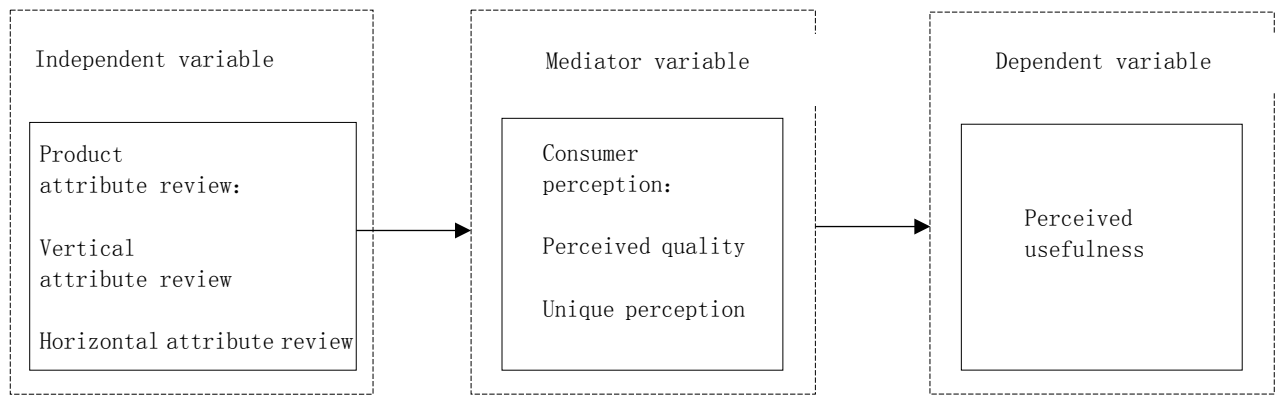 Independent variable
Product
attribute review：
Vertical
attribute review
Horizontal attribute review
Mediator variable
Consumer
perception：
Perceived quality
Unique perception
Dependent variable
Perceived
usefulness